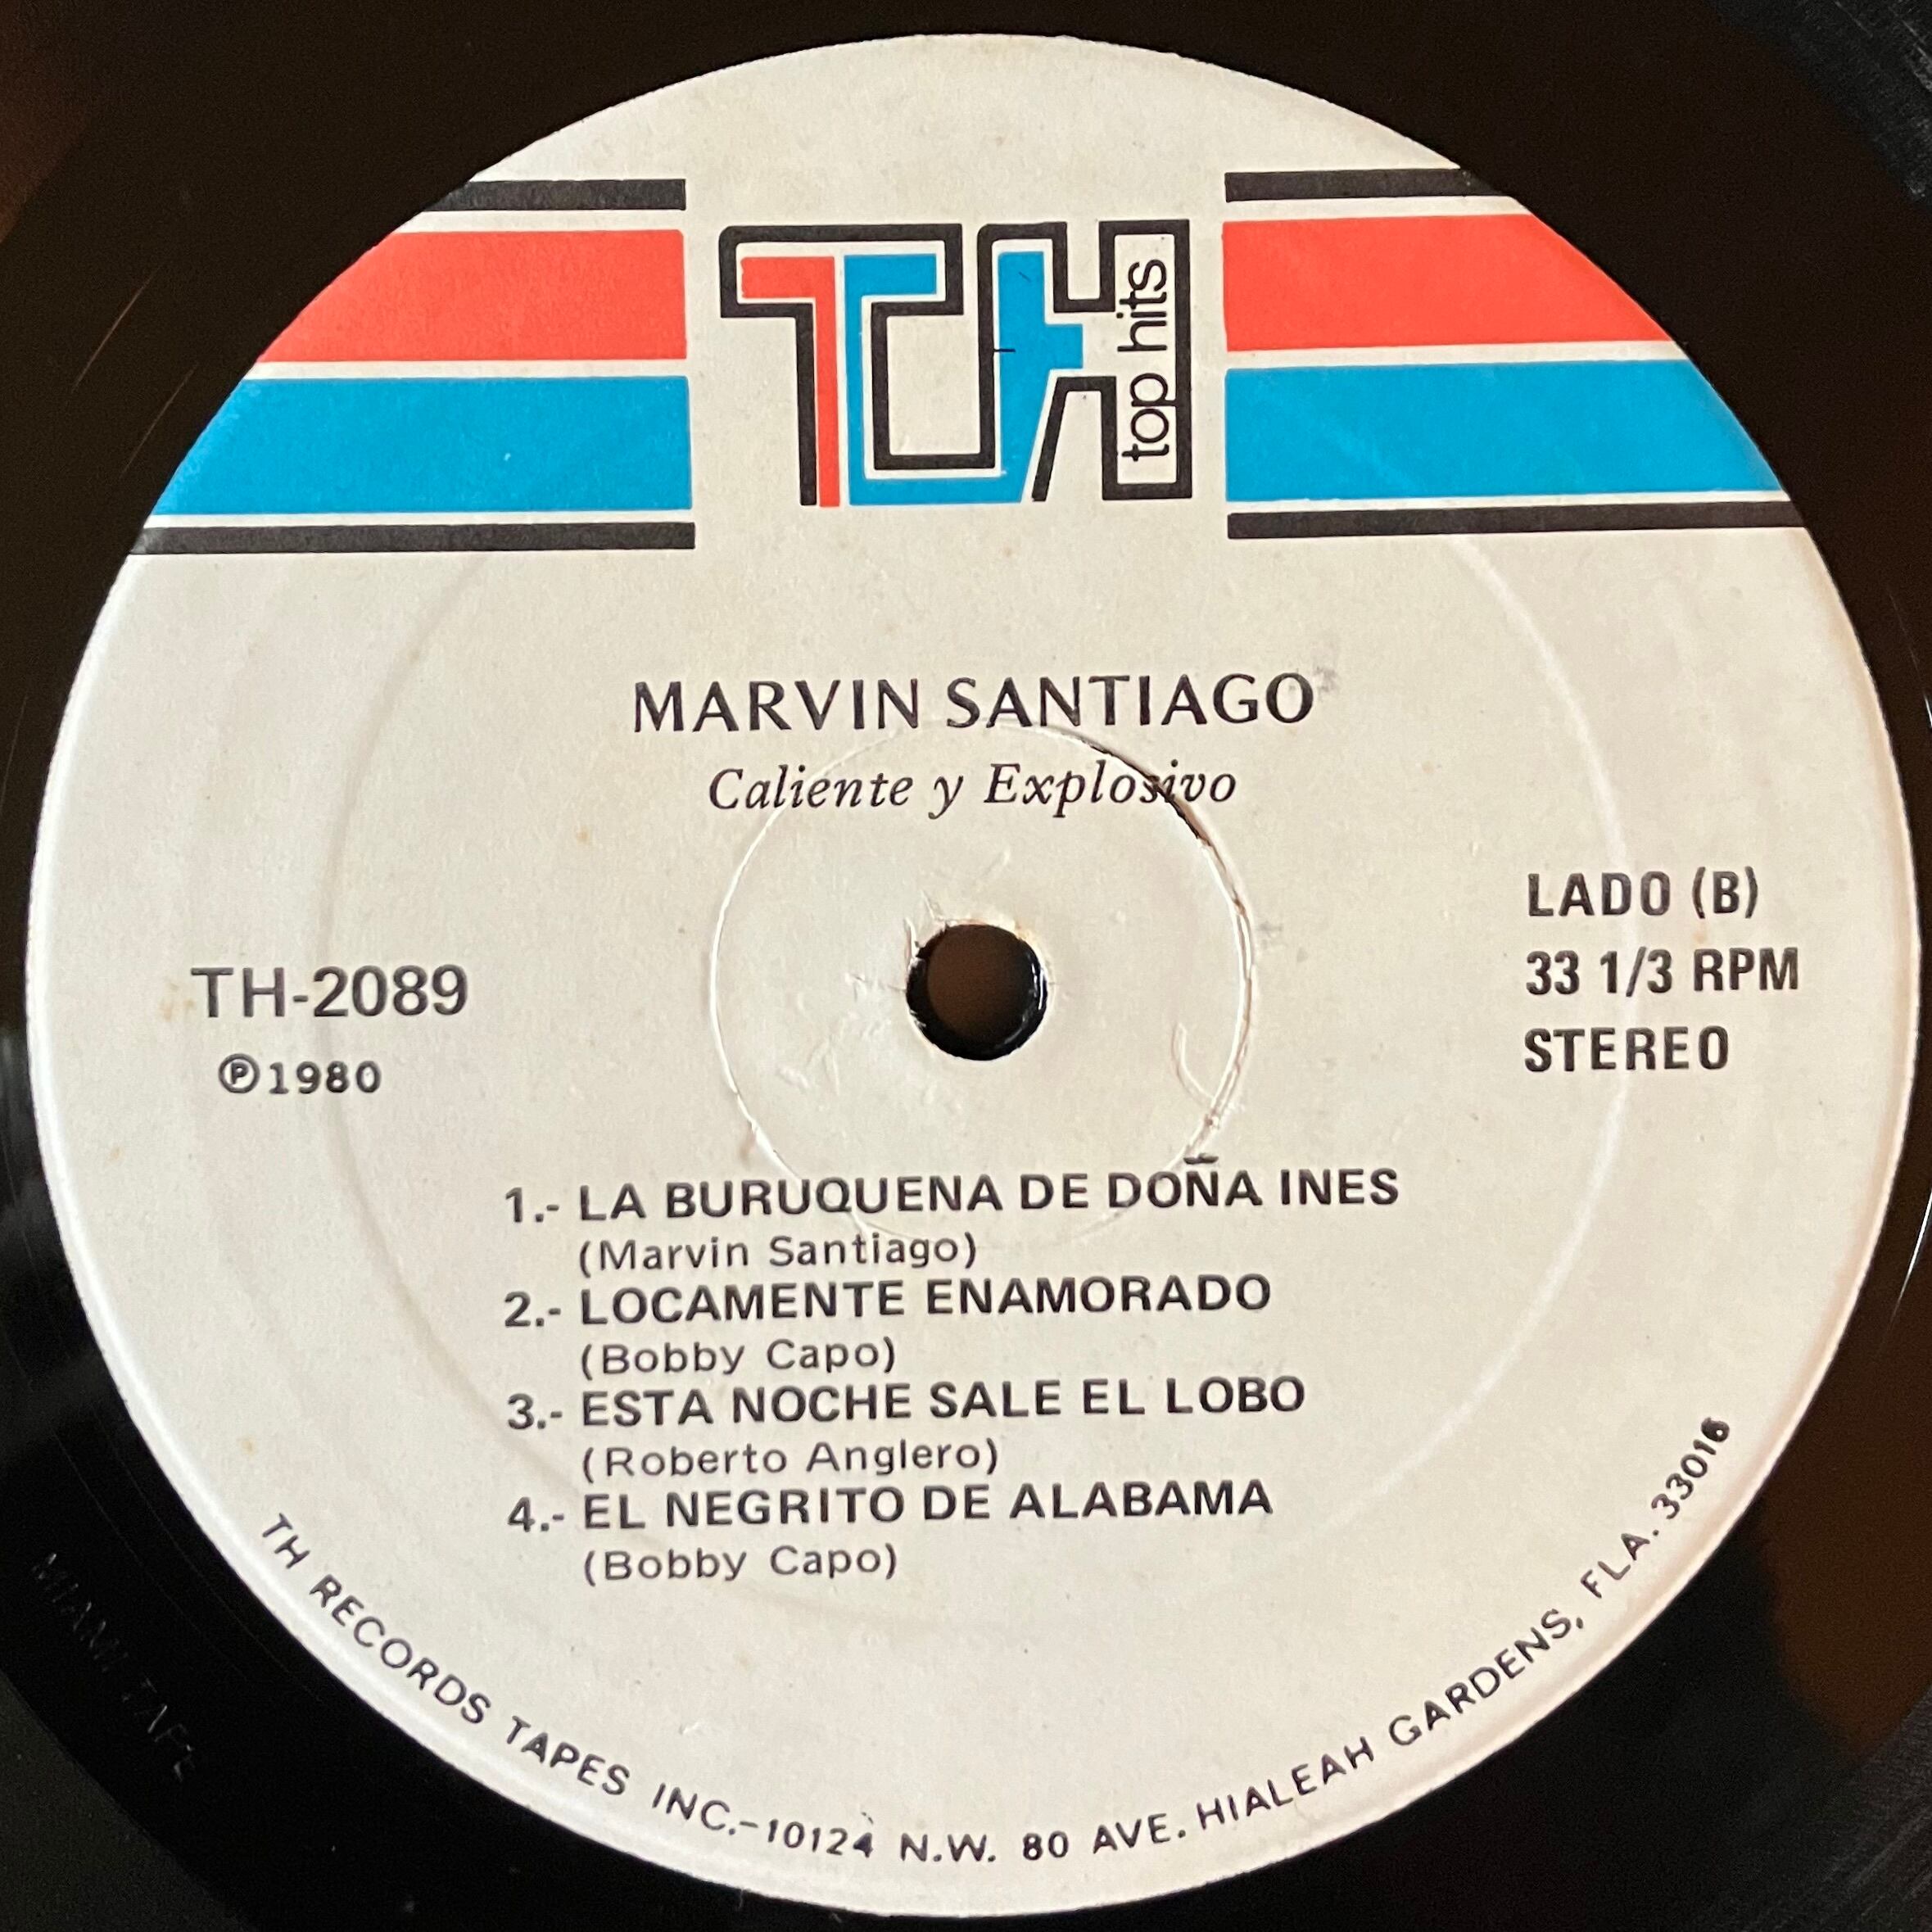 TH
top hits
MARVIN SANTIAGO
Caliente y Explosivo
LADO (B)
33 1/3 RPM
STEREO
TH-2089
℗1980
1.- LA BURUQUENA DE DOÑA INES
(Marvin Santiago)
2.- LOCAMENTE ENAMORADO
(Bobby Capo)
3.- ESTA NOCHE SALE EL LOBO
(Roberto Anglero)
4.- EL NEGRITO DE ALABAMA
(Bobby Capo)
TH RECORDS TAPES INC.-10124 N.W. 80 AVE. HIALEAH GARDENS, FLA. 33016
MIAMI TAPE